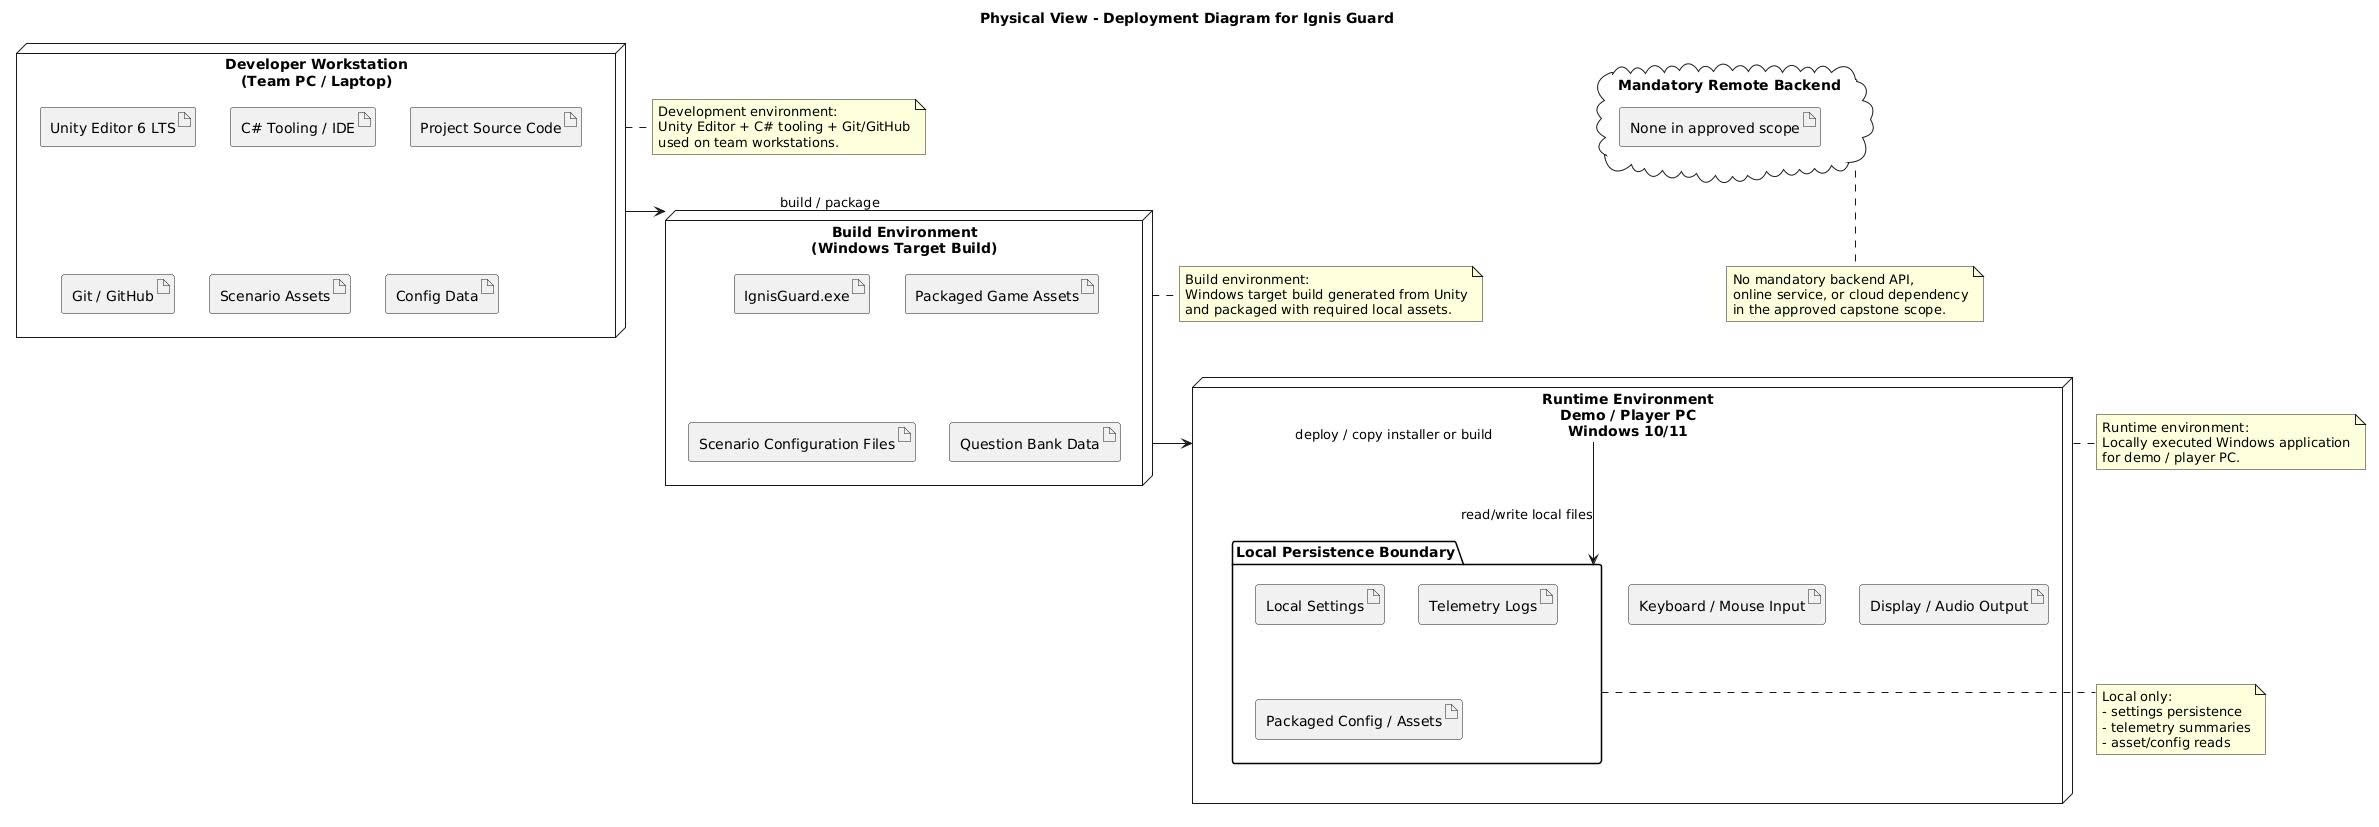 Physical View - Deployment Diagram for Ignis Guard
Developer Workstation
(Team PC / Laptop)
Unity Editor 6 LTS
C# Tooling / IDE
Project Source Code
Git / GitHub
Scenario Assets
Config Data
Development environment:
Unity Editor + C# tooling + Git/GitHub
used on team workstations.
build / package
Build Environment
(Windows Target Build)
IgnisGuard.exe
Packaged Game Assets
Scenario Configuration Files
Question Bank Data
Build environment:
Windows target build generated from Unity
and packaged with required local assets.
Mandatory Remote Backend
None in approved scope
No mandatory backend API,
online service, or cloud dependency
in the approved capstone scope.
Runtime Environment
Demo / Player PC
Windows 10/11
deploy / copy installer or build
read/write local files
Local Persistence Boundary
Local Settings
Telemetry Logs
Packaged Config / Assets
Keyboard / Mouse Input
Display / Audio Output
Runtime environment:
Locally executed Windows application
for demo / player PC.
Local only:
- settings persistence
- telemetry summaries
- asset/config reads